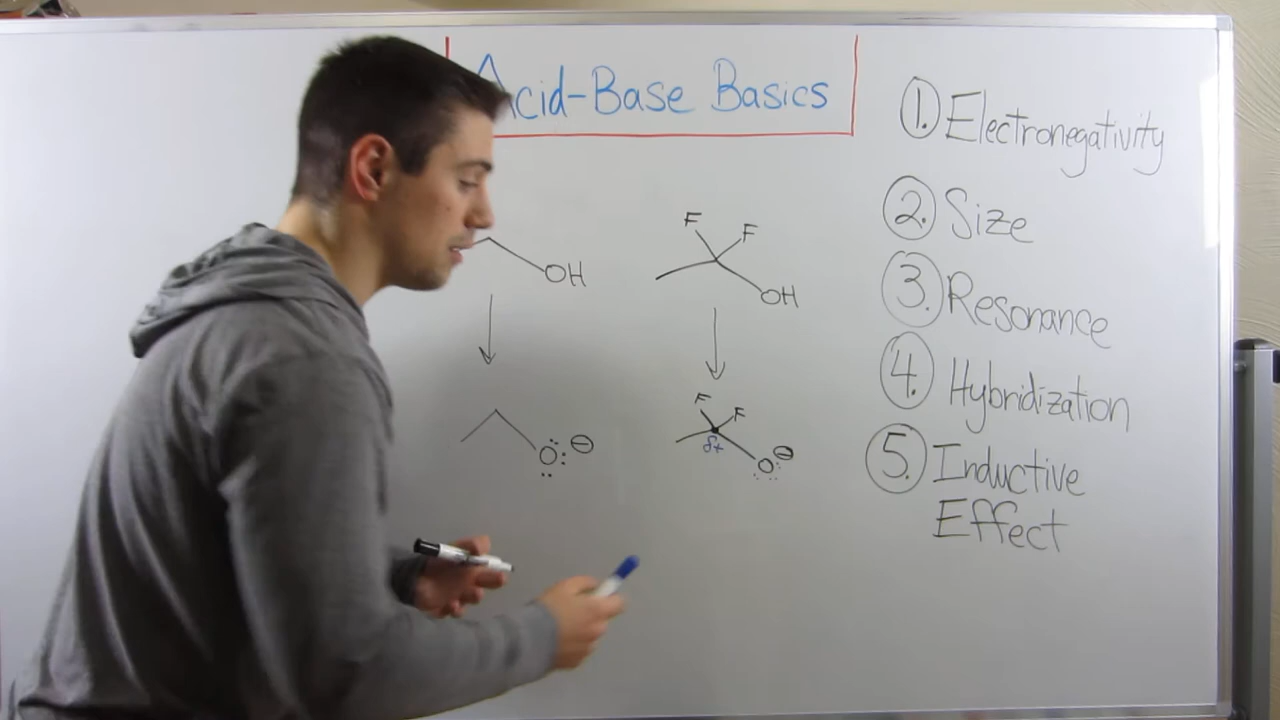 Acid-Base Basics
1. Electronegativity
2. Size
3. Resonance
4. Hybridization
5. Inductive
Effect
F F
OH OH
F F
δ+
O:⊖ O⊖